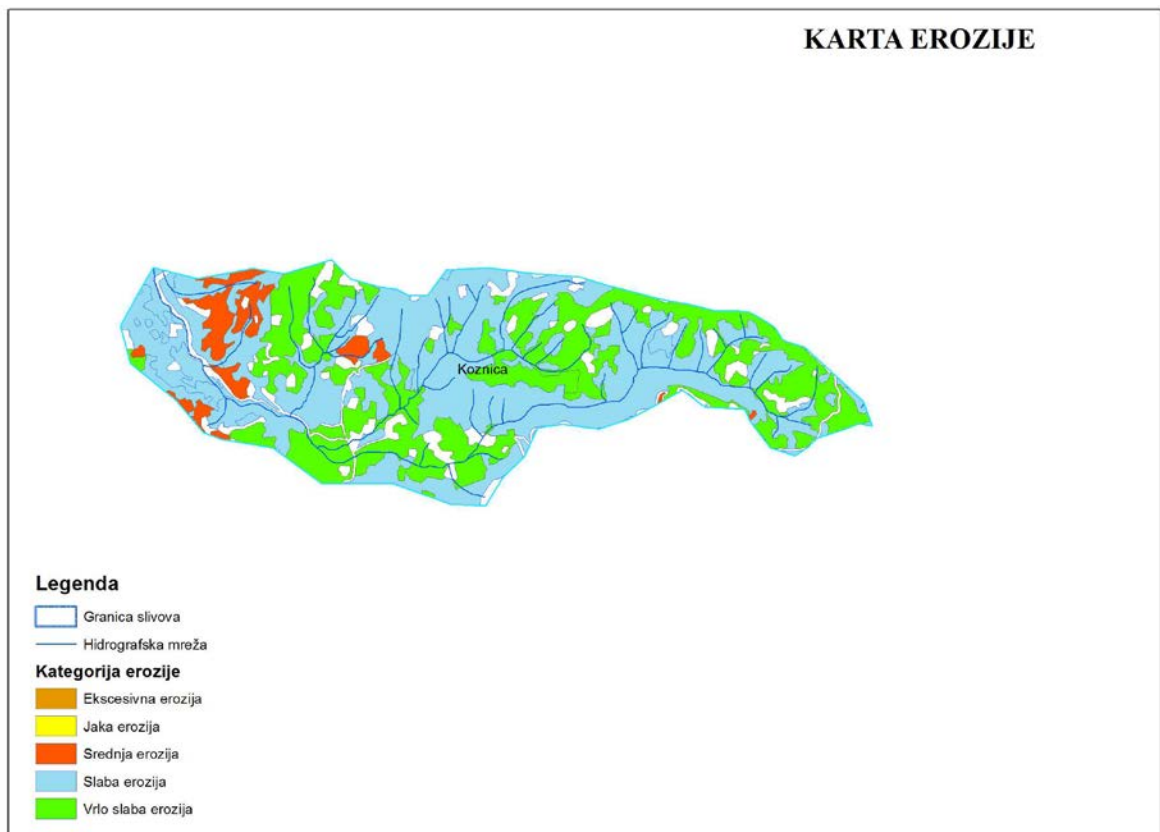 KARTA EROZIJE
Koznica
Legenda
Granica slivova
Hidrografska mreža
Kategorija erozije
Ekscesivna erozija
Jaka erozija
Srednja erozija
Slaba erozija
Vrlo slaba erozija